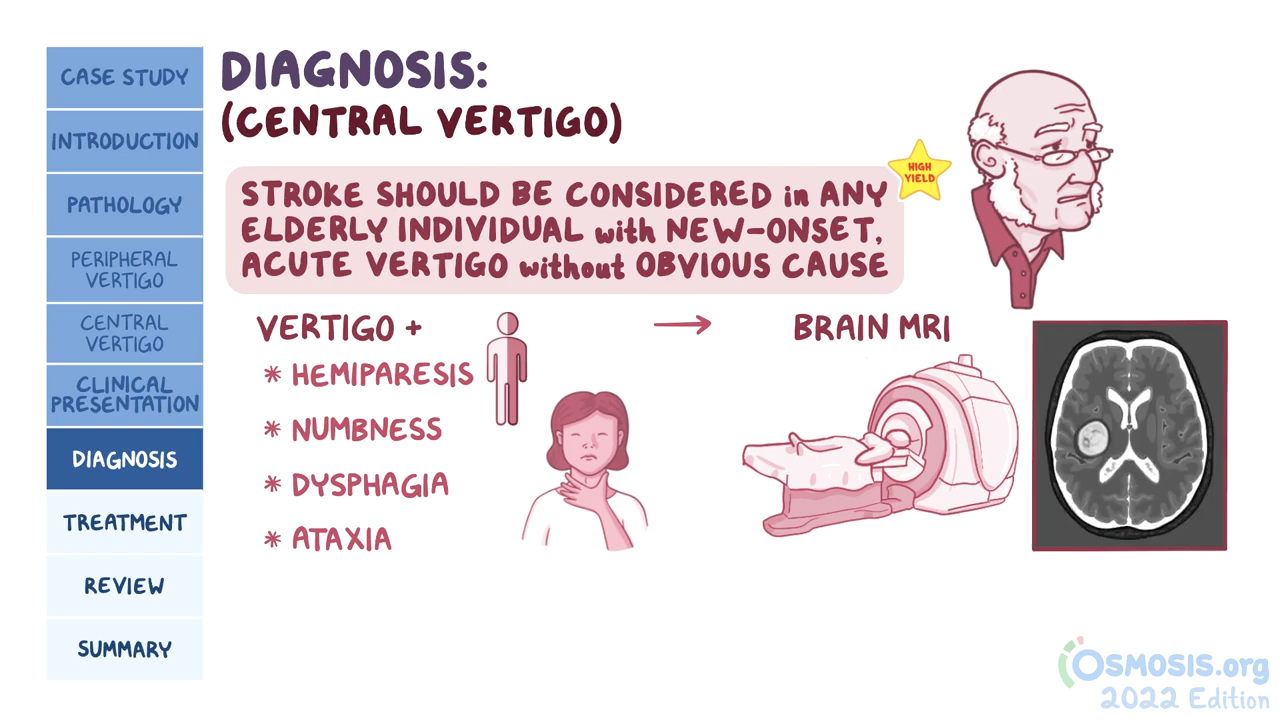 CASE STUDY
INTRODUCTION
PATHOLOGY
PERIPHERAL
VERTIGO
CENTRAL
VERTIGO
CLINICAL
PRESENTATION
DIAGNOSIS
TREATMENT
REVIEW
SUMMARY
DIAGNOSIS:
(CENTRAL VERTIGO)
HIGH
YIELD
STROKE SHOULD BE CONSIDERED in ANY
ELDERLY INDIVIDUAL with NEW-ONSET,
ACUTE VERTIGO without OBVIOUS CAUSE
VERTIGO +
* HEMIPARESIS
* NUMBNESS
* DYSPHAGIA
* ATAXIA
→ BRAIN MRI
OSMOSIS.org
2022 Edition